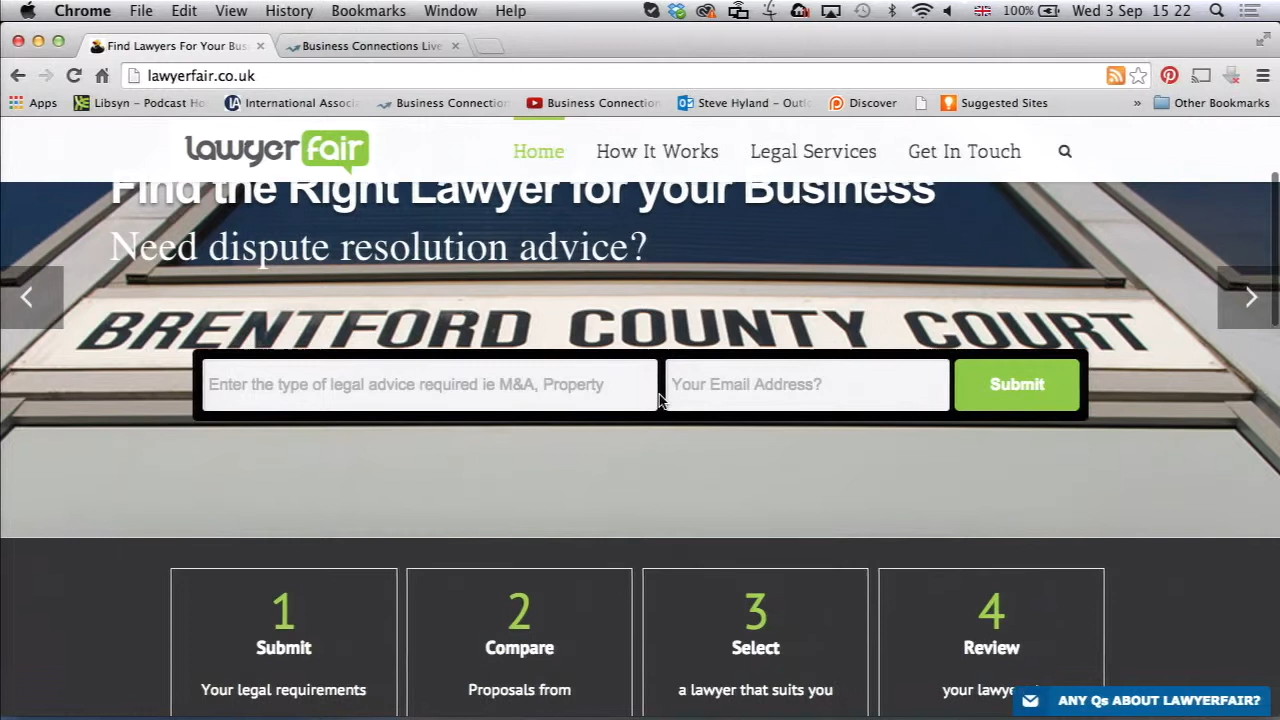 Chrome File Edit View History Bookmarks Window Help 100% Wed 3 Sep 15 22
Find Lawyers For Your Bus
Business Connections Live
lawyerfair.co.uk
Apps Libsyn – Podcast Ho International Associa Business Connection Business Connection Steve Hyland – Outl Discover Suggested Sites » Other Bookmarks
lawyer fair Home How It Works Legal Services Get In Touch
Find the Right Lawyer for your Business
Need dispute resolution advice?
BRENTFORD COUNTY COURT
Enter the type of legal advice required ie M&A, Property Your Email Address? Submit
1 2 3 4
Submit Compare Select Review
Your legal requirements Proposals from a lawyer that suits you your lawye
ANY Qs ABOUT LAWYERFAIR?